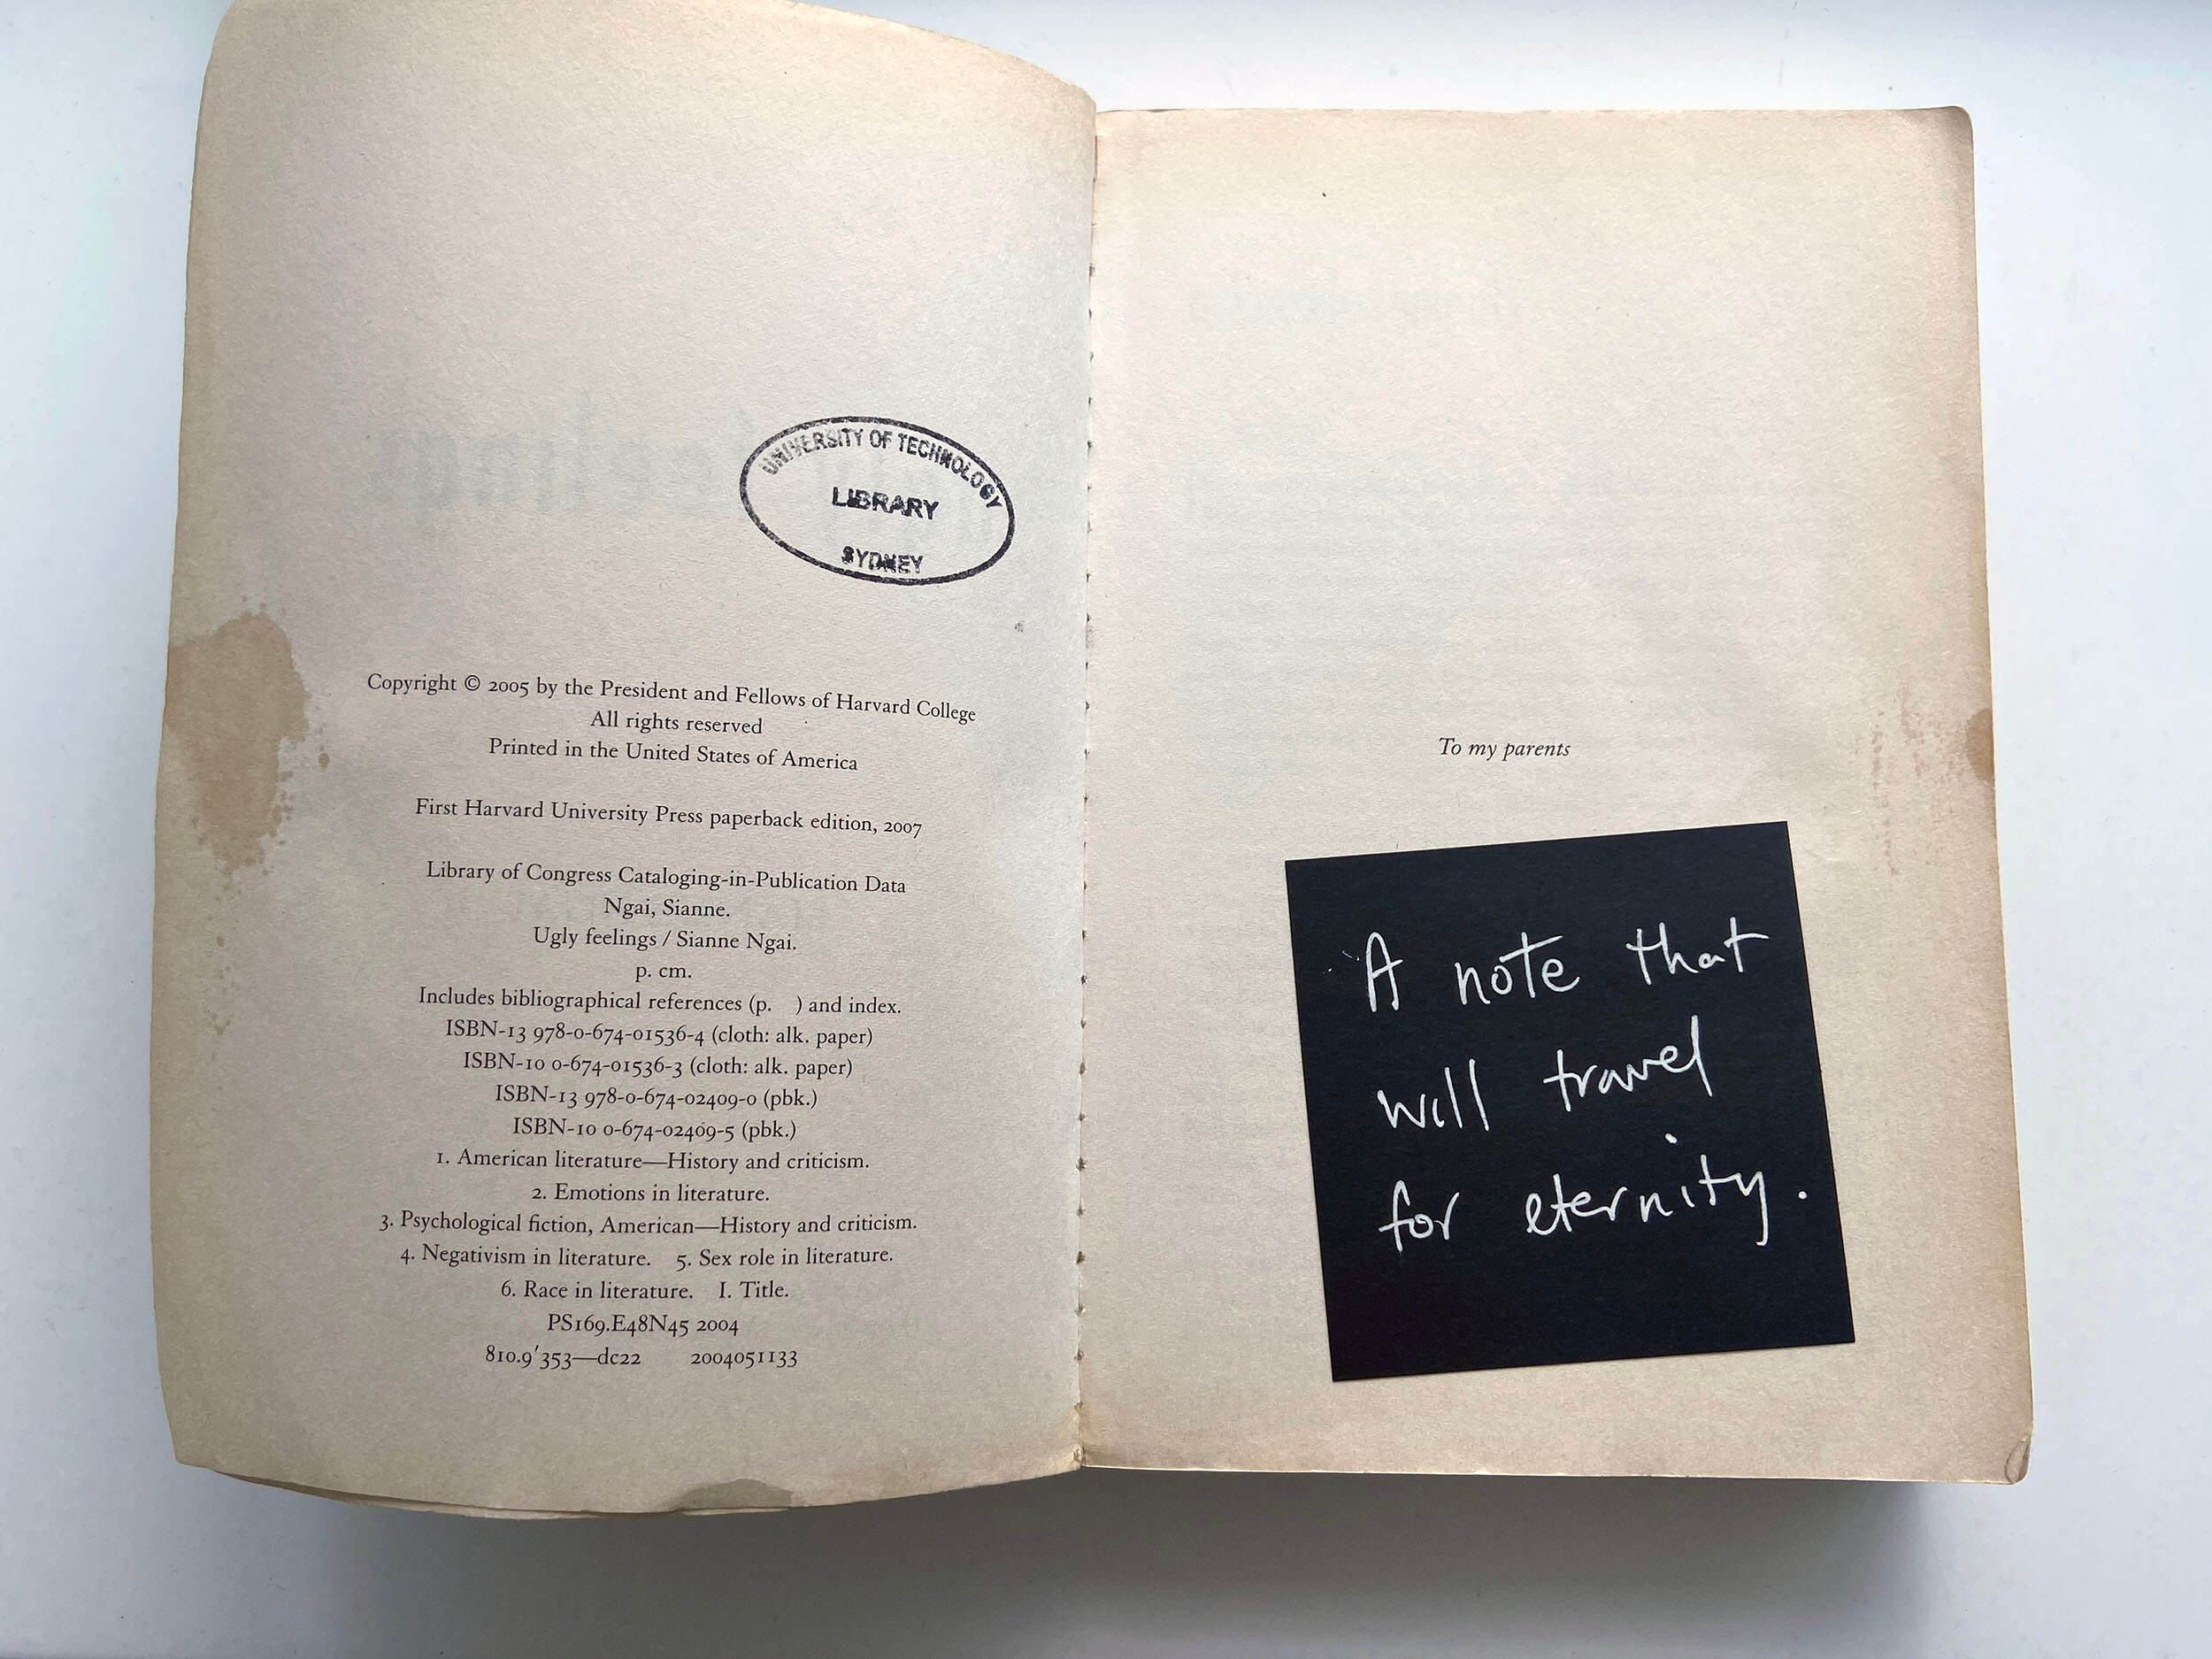 UNIVERSITY OF TECHNOLOGY
LIBRARY
SYDNEY
Copyright © 2005 by the President and Fellows of Harvard College
All rights reserved
Printed in the United States of America
First Harvard University Press paperback edition, 2007
Library of Congress Cataloging-in-Publication Data
Ngai, Sianne.
Ugly feelings / Sianne Ngai.
p. cm.
Includes bibliographical references (p.    ) and index.
ISBN-13 978-0-674-01536-4 (cloth: alk. paper)
ISBN-10 0-674-01536-3 (cloth: alk. paper)
ISBN-13 978-0-674-02409-0 (pbk.)
ISBN-10 0-674-02409-5 (pbk.)
1. American literature—History and criticism.
2. Emotions in literature.
3. Psychological fiction, American—History and criticism.
4. Negativism in literature.    5. Sex role in literature.
6. Race in literature.    I. Title.
PS169.E48N45 2004
810.9′353—dc22    2004051133
To my parents
A note that
will travel
for eternity.